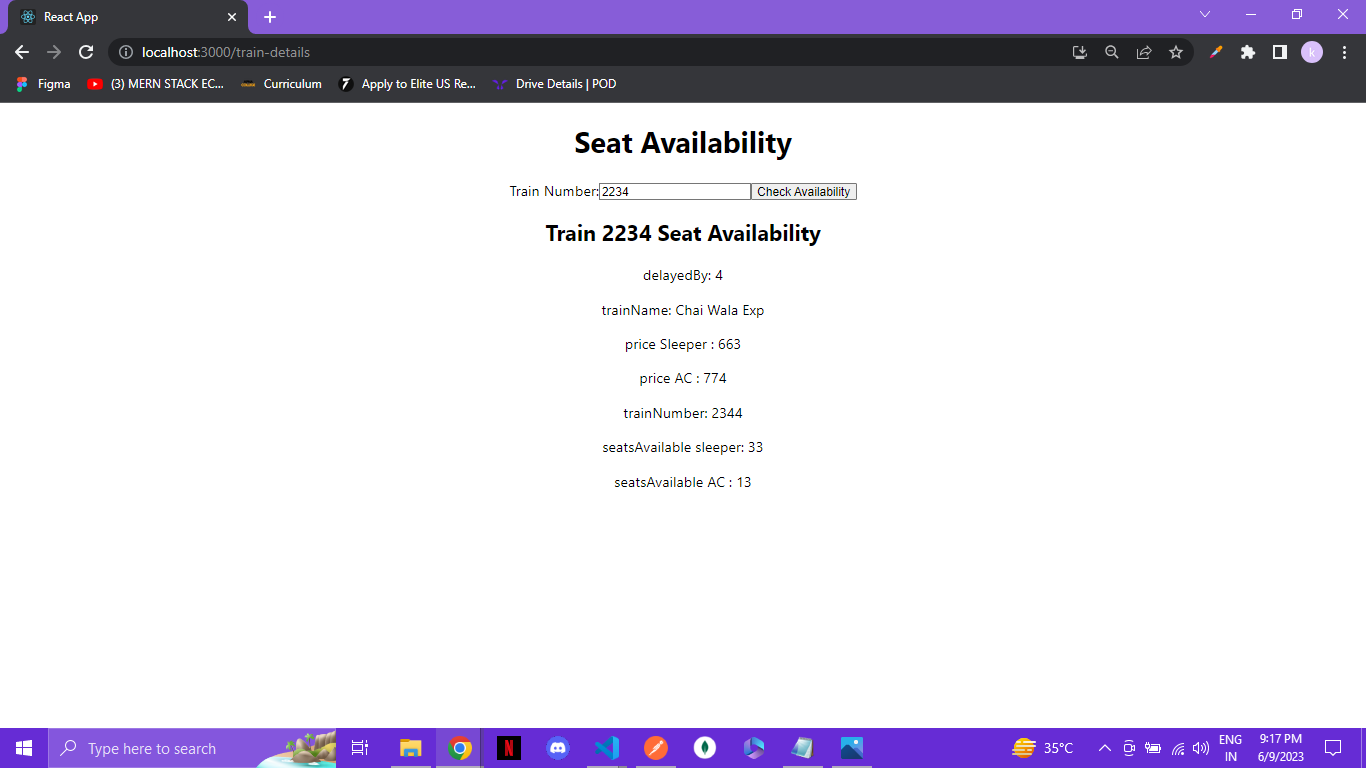 React App
localhost:3000/train-details
k
Figma
(3) MERN STACK EC...
Curriculum
Apply to Elite US Re...
Drive Details | POD
Seat Availability
Train Number: 2234 Check Availability
Train 2234 Seat Availability
delayedBy: 4
trainName: Chai Wala Exp
price Sleeper : 663
price AC : 774
trainNumber: 2344
seatsAvailable sleeper: 33
seatsAvailable AC : 13
Type here to search
N
35°C
ENG
IN
9:17 PM
6/9/2023